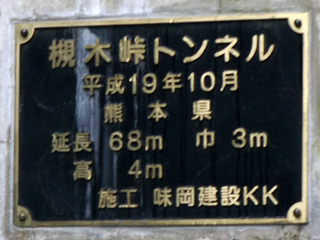 槻木峠トンネル
平成19年10月
熊本県
延長 68m 巾 3m
高 4m
施工 味岡建設KK